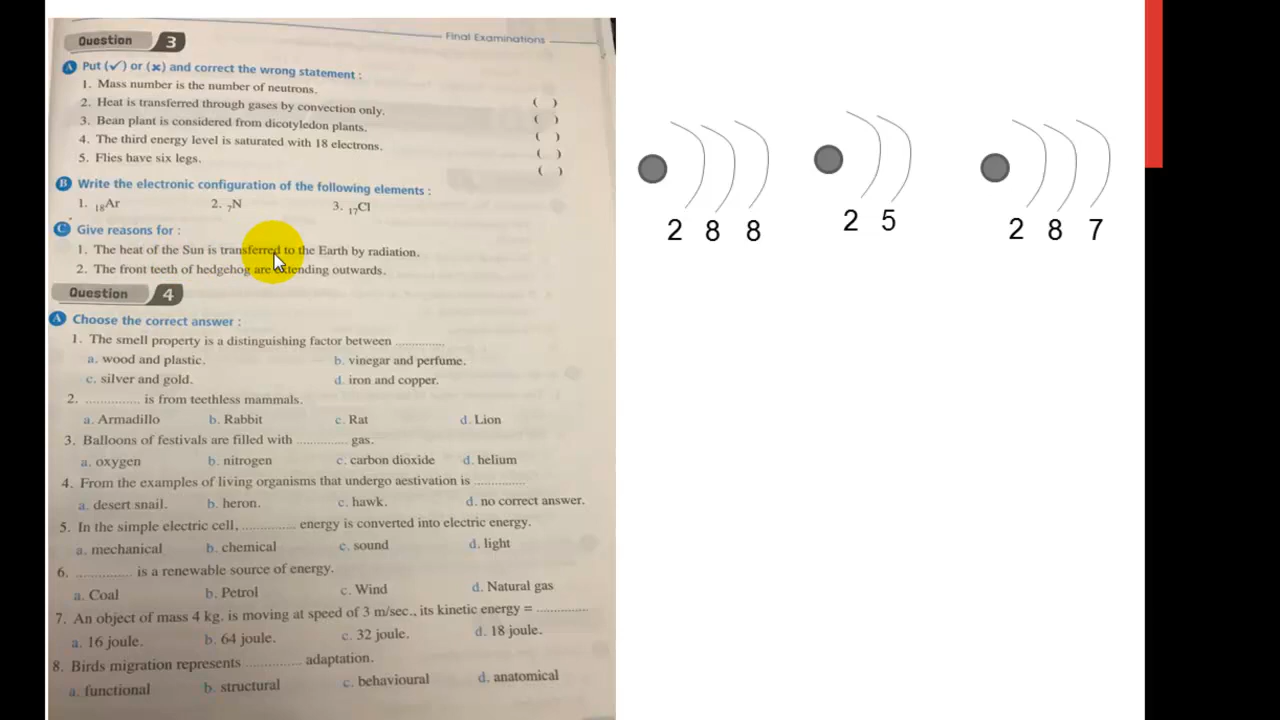 Final Examinations
Question 3
A Put (✓) or (×) and correct the wrong statement :
1. Mass number is the number of neutrons. ( )
2. Heat is transferred through gases by convection only. ( )
3. Bean plant is considered from dicotyledon plants. ( )
4. The third energy level is saturated with 18 electrons. ( )
5. Flies have six legs. ( )
B Write the electronic configuration of the following elements :
1. ₁₈Ar 2. ₇N 3. ₁₇Cl
C Give reasons for :
1. The heat of the Sun is transferred to the Earth by radiation.
2. The front teeth of hedgehog are extending outwards.
Question 4
A Choose the correct answer :
1. The smell property is a distinguishing factor between ..............
a. wood and plastic. b. vinegar and perfume.
c. silver and gold. d. iron and copper.
2. ............... is from teethless mammals.
a. Armadillo b. Rabbit c. Rat d. Lion
3. Balloons of festivals are filled with .............. gas.
a. oxygen b. nitrogen c. carbon dioxide d. helium
4. From the examples of living organisms that undergo aestivation is ..............
a. desert snail. b. heron. c. hawk. d. no correct answer.
5. In the simple electric cell, .............. energy is converted into electric energy.
a. mechanical b. chemical c. sound d. light
6. .............. is a renewable source of energy.
a. Coal b. Petrol c. Wind d. Natural gas
7. An object of mass 4 kg. is moving at speed of 3 m/sec., its kinetic energy = ..............
a. 16 joule. b. 64 joule. c. 32 joule. d. 18 joule.
8. Birds migration represents .............. adaptation.
a. functional b. structural c. behavioural d. anatomical
2 8 8
2 5
2 8 7